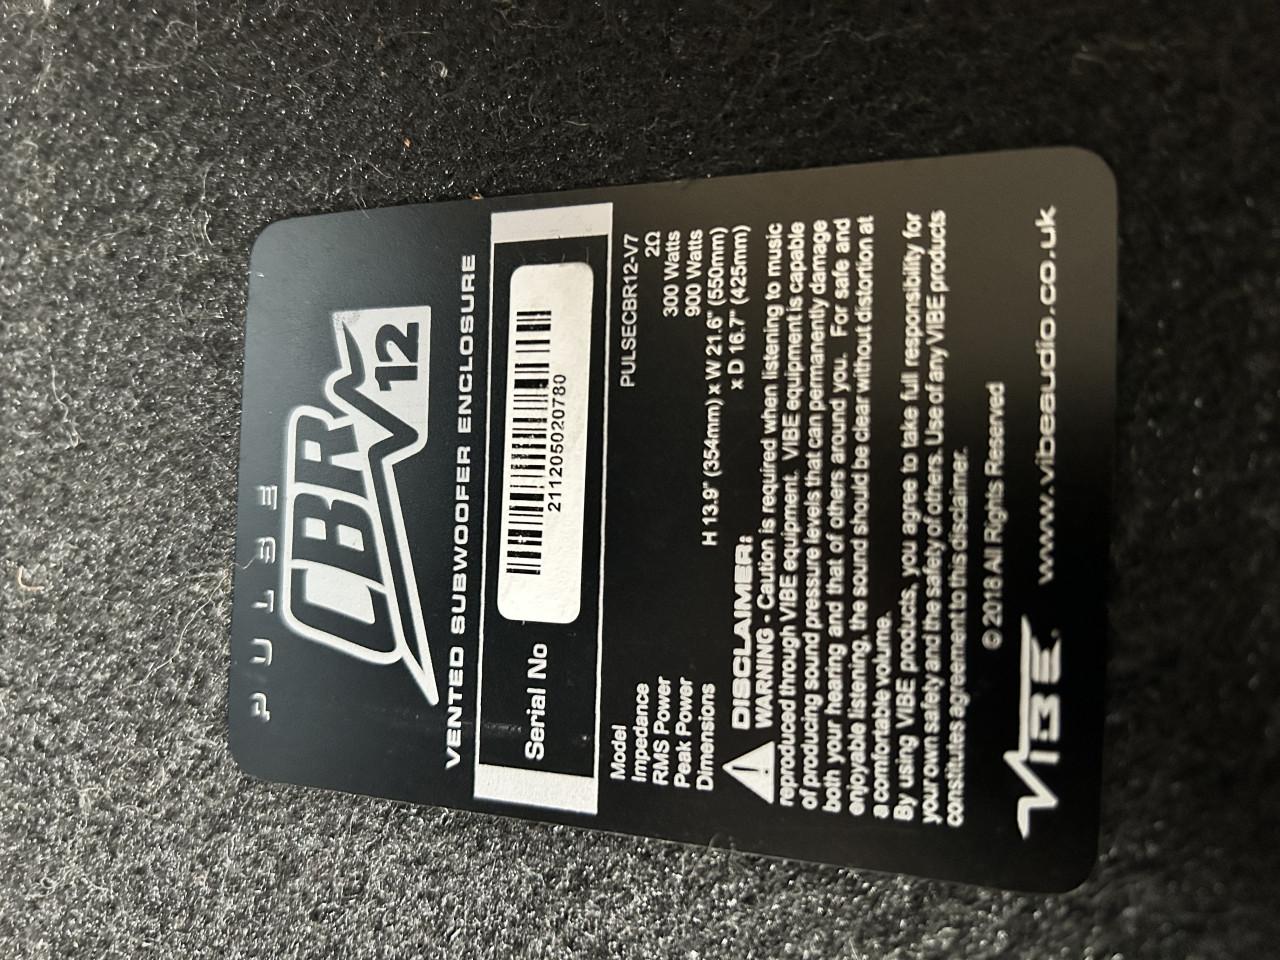 PULSE
CBR
12
VENTED SUBWOOFER ENCLOSURE
Serial No
2112050207​80
Model PULSECBR12-V7
Impedance 2Ω
RMS Power 300 Watts
Peak Power 900 Watts
Dimensions H 13.9" (354mm) x W 21.6" (550mm)
x D 16.7" (425mm)
DISCLAIMER:
WARNING - Caution is required when listening to music
reproduced through VIBE equipment. VIBE equipment is capable
of producing sound pressure levels that can permanently damage
both your hearing and that of others around you. For safe and
enjoyable listening, the sound should be clear without distortion at
a comfortable volume.
By using VIBE products, you agree to take full responsibility for
your own safety and the safety of others. Use of any VIBE products
constitutes agreement to this disclaimer.
© 2018 All Rights Reserved
VIBE www.vibeaudio.co.uk